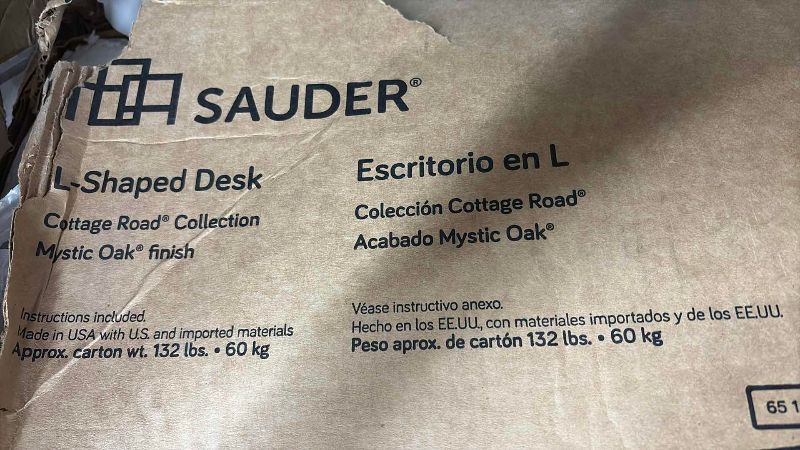 SAUDER®
L-Shaped Desk
Cottage Road® Collection
Mystic Oak® finish
Instructions included.
Made in USA with U.S. and imported materials
Approx. carton wt. 132 lbs. • 60 kg
Escritorio en L
Colección Cottage Road®
Acabado Mystic Oak®
Véase instructivo anexo.
Hecho en los EE.UU., con materiales importados y de los EE.UU.
Peso aprox. de cartón 132 lbs. • 60 kg
65 1